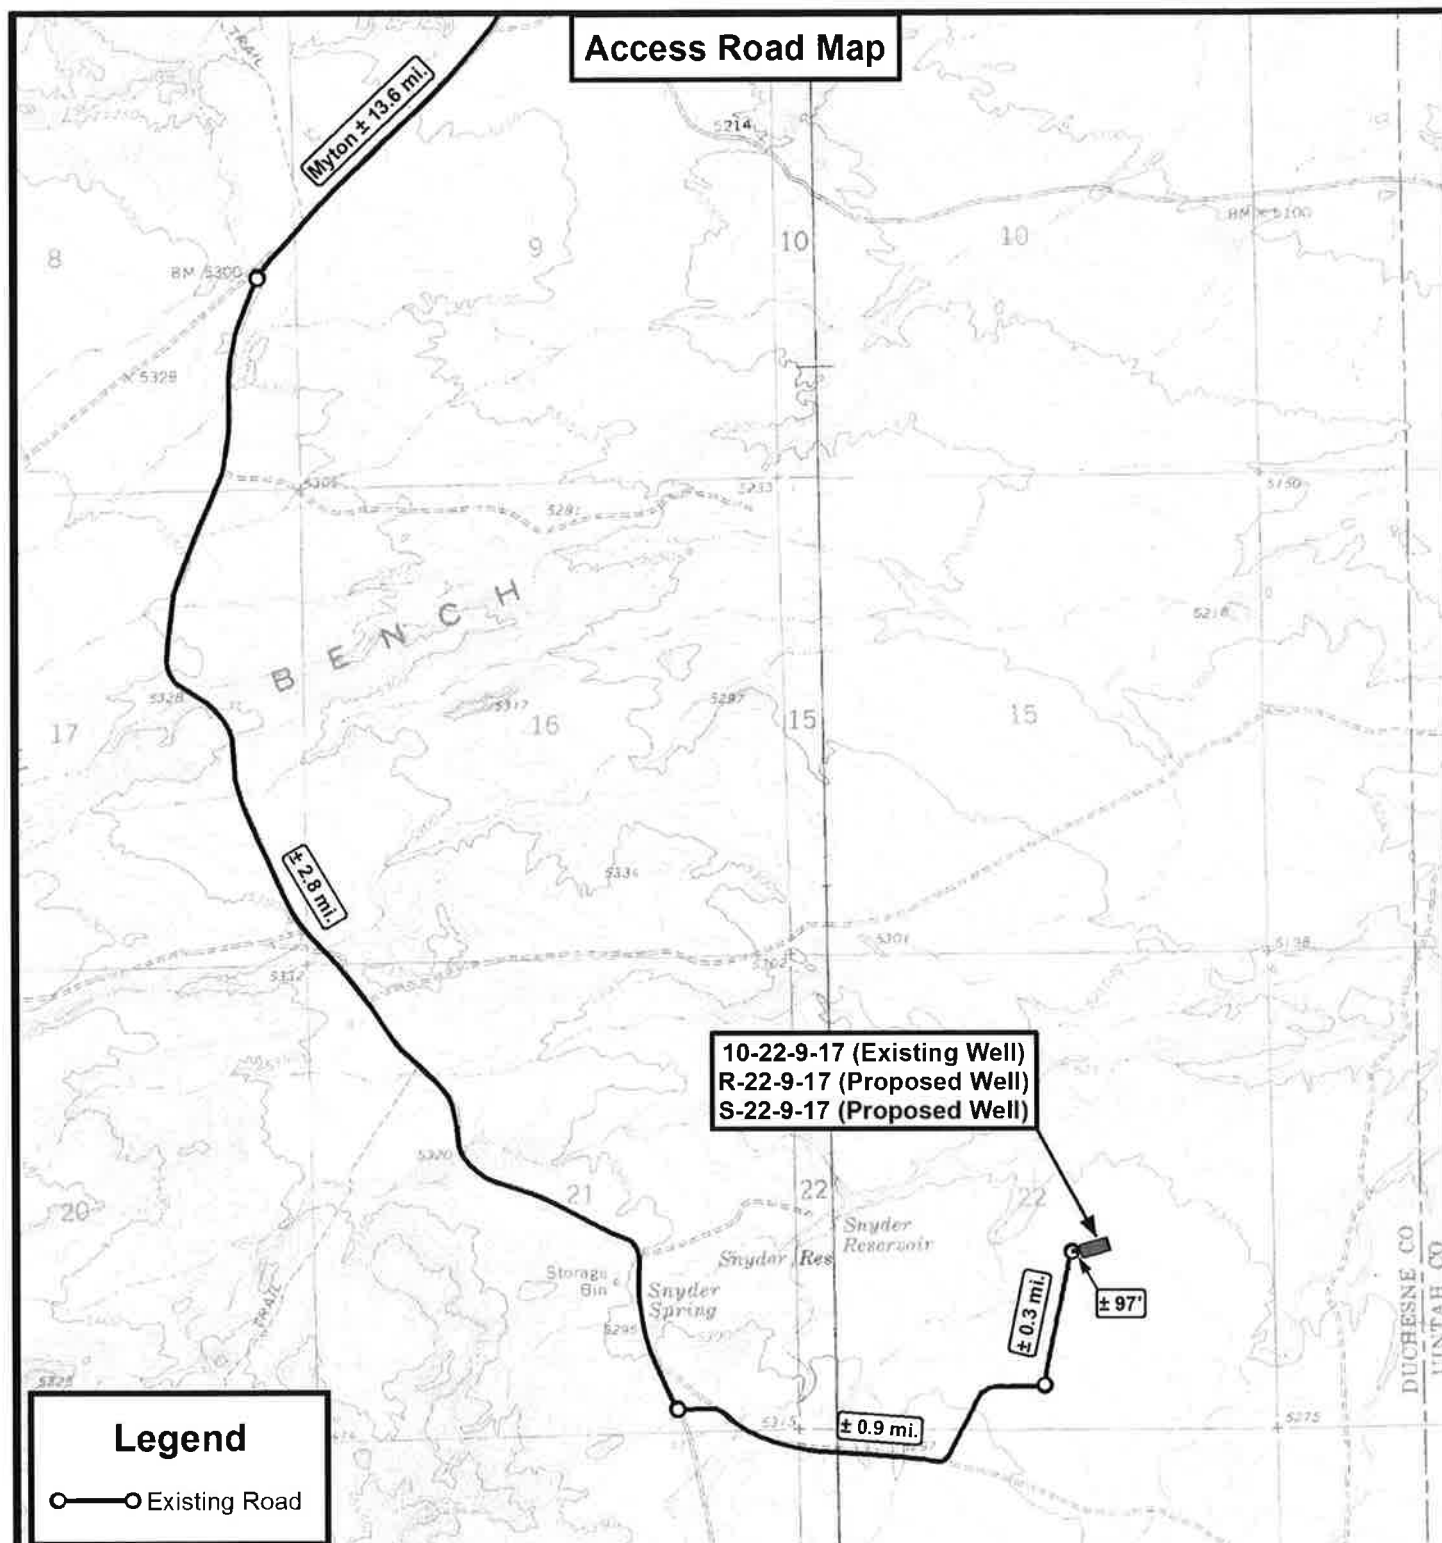 Access Road Map
TRAIL
Myton ± 13.6 mi.
5214
8
9
10
10
BM 5300
BM × 5100
× 5329
5305
5281
5233
5150
BENCH
5218
5328
5317
5297
17
16
15
15
± 2.8 mi.
5334
5332
5302
5301
5138
10-22-9-17 (Existing Well)
R-22-9-17 (Proposed Well)
S-22-9-17 (Proposed Well)
5320
20
21
22
22
Snyder
Reservoir
Snyder Res
Storage
Bin
Snyder
Spring
5295
TRAIL
± 0.3 mi.
± 97'
DUCHESNE CO
UINTAH CO
5325
5315
± 0.9 mi.
5275
Legend
Existing Road